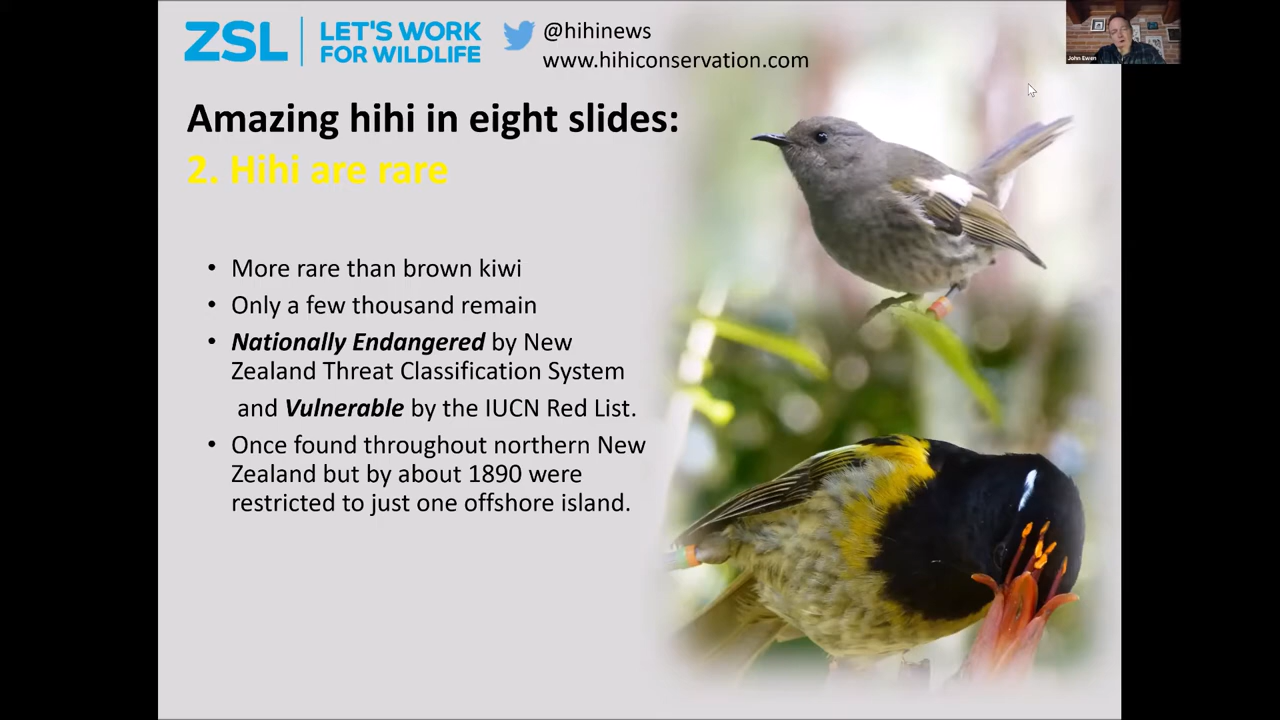 ZSL
LET'S WORK
FOR WILDLIFE
@hihinews
www.hihiconservation.com
John Ewen
Amazing hihi in eight slides:
2. Hihi are rare
• More rare than brown kiwi
• Only a few thousand remain
• Nationally Endangered by New
Zealand Threat Classification System
and Vulnerable by the IUCN Red List.
• Once found throughout northern New
Zealand but by about 1890 were
restricted to just one offshore island.